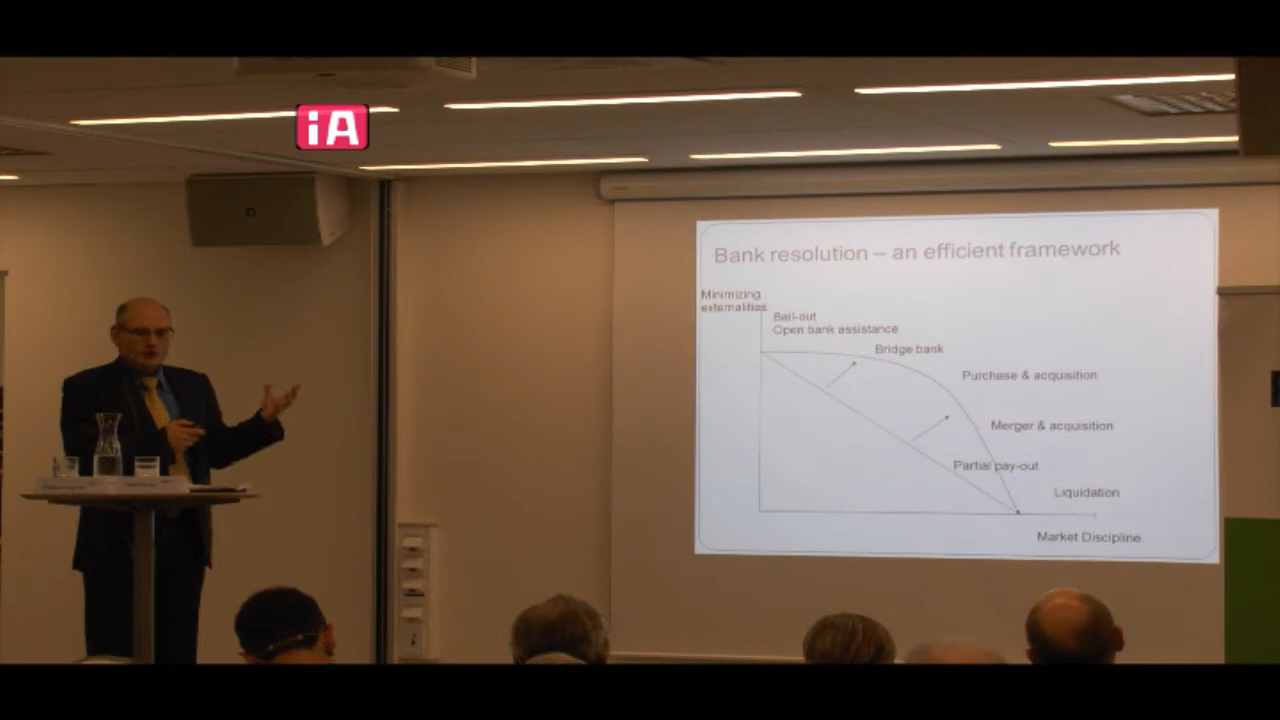 iA
Bank resolution – an efficient framework
Minimizing
externalities
Bail-out
Open bank assistance
Bridge bank
Purchase & acquisition
Merger & acquisition
Partial pay-out
Liquidation
Market Discipline